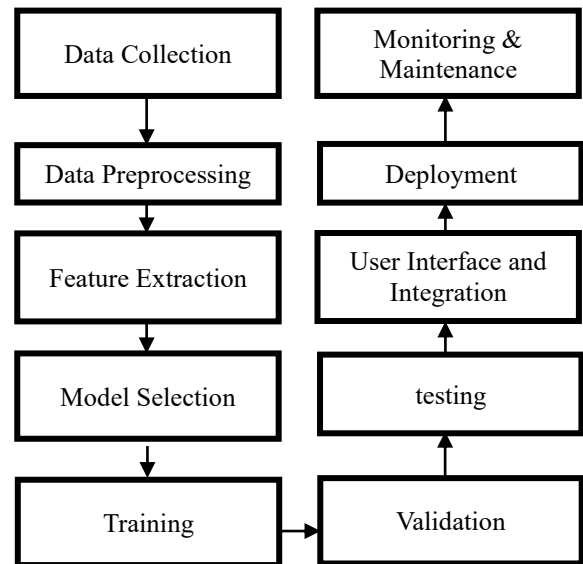 Data Collection
Data Preprocessing
Feature Extraction
Model Selection
Training
Validation
testing
User Interface and
Integration
Deployment
Monitoring &
Maintenance